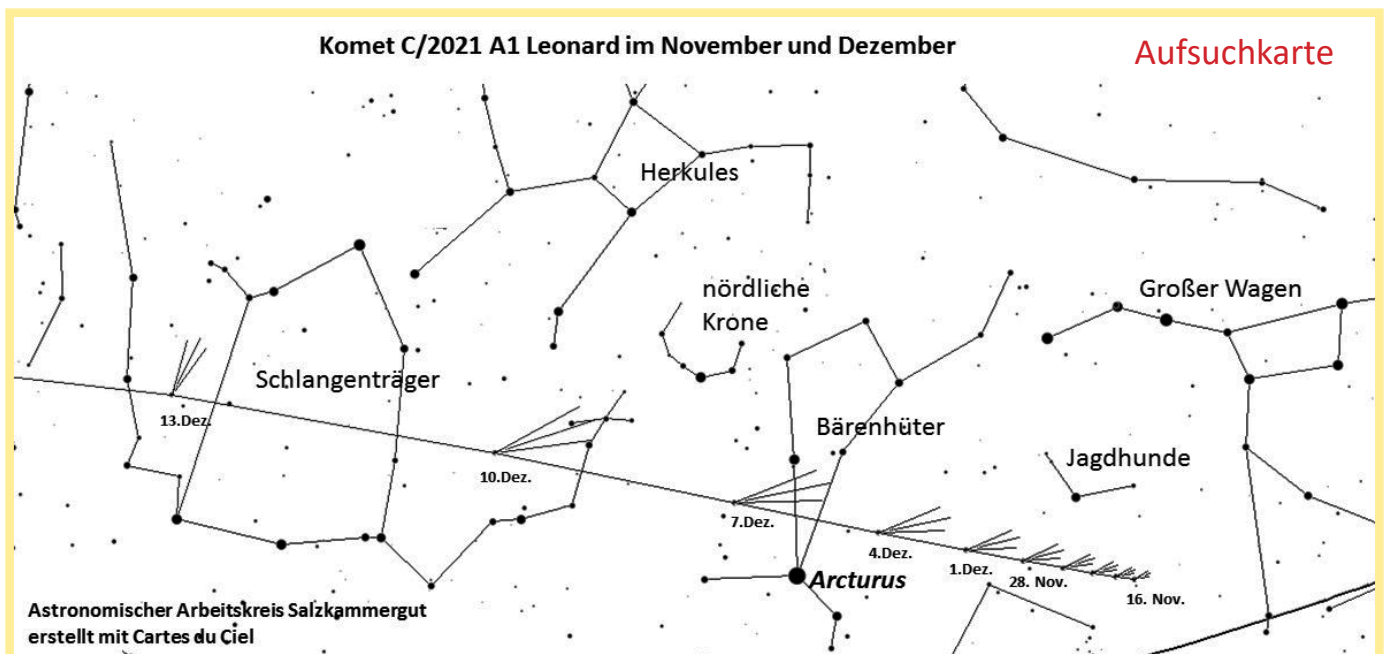 Komet C/2021 A1 Leonard im November und Dezember
Aufsuchkarte
Herkules
nördliche
Krone
Großer Wagen
Schlangenträger
13.Dez.
Bärenhüter
Jagdhunde
10.Dez.
7.Dez.
4.Dez.
1.Dez.
28. Nov.
16. Nov.
Arcturus
Astronomischer Arbeitskreis Salzkammergut
erstellt mit Cartes du Ciel